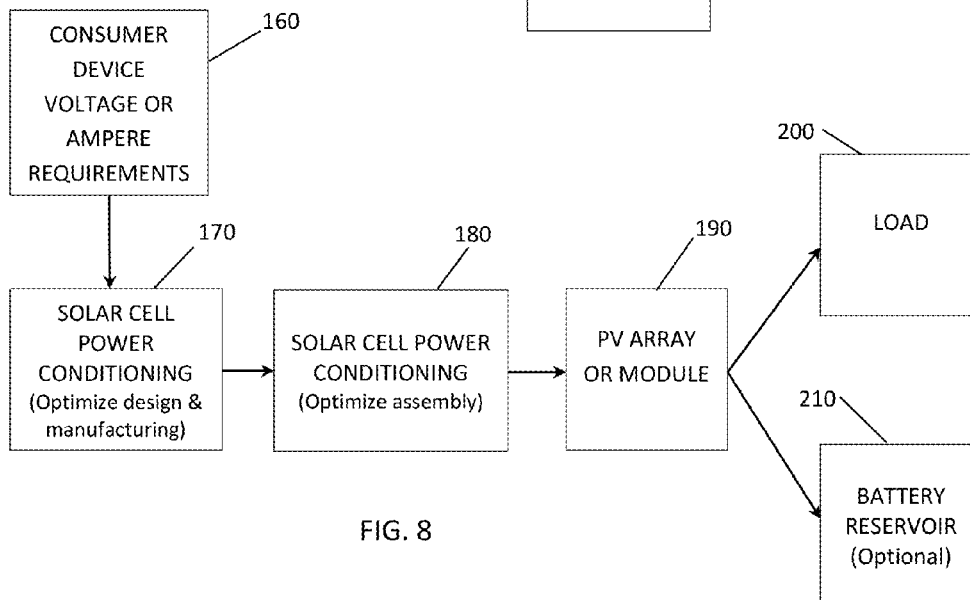 160
CONSUMER
DEVICE
VOLTAGE OR
AMPERE
REQUIREMENTS
170
SOLAR CELL
POWER
CONDITIONING
(Optimize design &
manufacturing)
180
SOLAR CELL POWER
CONDITIONING
(Optimize assembly)
190
PV ARRAY
OR MODULE
200
LOAD
210
BATTERY
RESERVOIR
(Optional)
FIG. 8